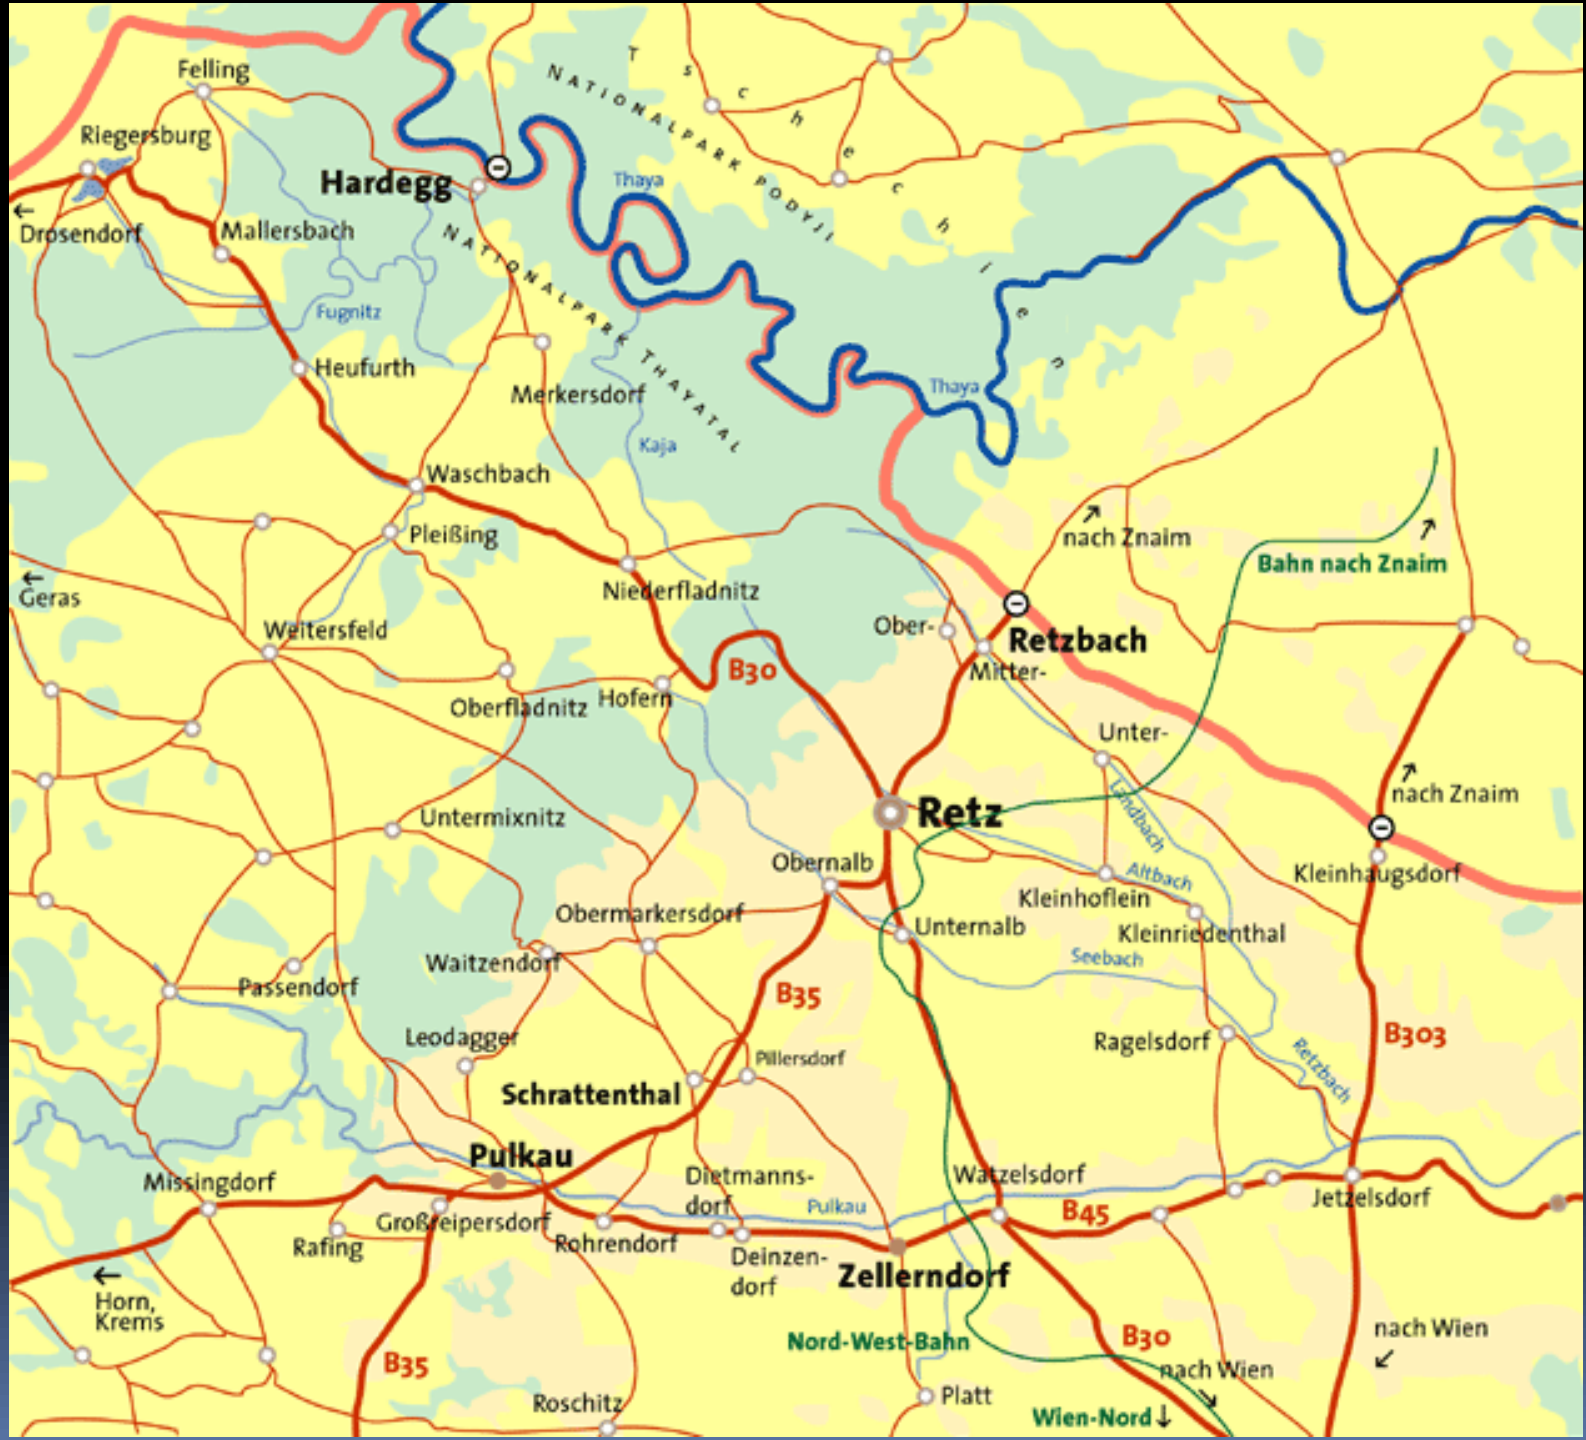 Felling
Riegersburg
Hardegg
Drosendorf
Mallersbach
Tschechien
NATIONALPARK PODYJI
Thaya
NATIONALPARK THAYATAL
Fugnitz
Heufurth
Merkersdorf
Thaya
Kaja
Waschbach
Pleißing
nach Znaim
Bahn nach Znaim
Geras
Niederfladnitz
Weitersfeld
Ober-
Retzbach
Mitter-
B30
Hofern
Oberfladnitz
Unter-
nach Znaim
Untermixnitz
Retz
Landbach
Obernalb
Kleinhaugsdorf
Altbach
Kleinhoflein
Obermarkersdorf
Unternalb
Kleinriedenthal
Waitzendorf
Seebach
Passendorf
B35
Leodagger
Ragelsdorf
B303
Pillersdorf
Retzbach
Schrattenthal
Pulkau
Missingdorf
Dietmanns-
dorf
Watzelsdorf
Pulkau
Jetzelsdorf
B45
Großreipersdorf
Rafing
Rohrendorf
Deinzen-
dorf
Zellerndorf
Horn,
Krems
Nord-West-Bahn
B30
nach Wien
B35
nach Wien
Roschitz
Platt
Wien-Nord